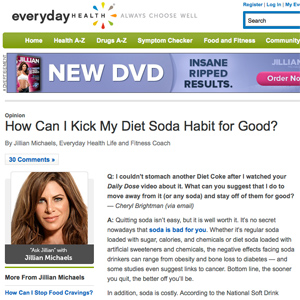 Register | Log In | My E
everydayHEALTH ALWAYS CHOOSE WELL
Home Health A-Z Drugs A-Z Symptom Checker Food and Fitness Community
ADVERTISEMENT
JILLIAN
NEW DVD
INSANE
RIPPED
RESULTS.
JILLIAN
Order Now
Opinion
How Can I Kick My Diet Soda Habit for Good?
By Jillian Michaels, Everyday Health Life and Fitness Coach
30 Comments »
"Ask Jillian" with
Jillian Michaels
More From Jillian Michaels
How Can I Stop Food Cravings?
Q: I couldn't stomach another Diet Coke after I watched your
Daily Dose video about it. What can you suggest that I do to
move away from it (or any soda) and stay off of them for good?
— Cheryl Brightman (via email)
A: Quitting soda isn't easy, but it is well worth it. It's no secret
nowadays that soda is bad for you. Whether it's regular soda
loaded with sugar, calories, and chemicals or diet soda loaded with
artificial sweeteners and chemicals, the negative effects facing soda
drinkers can range from obesity and bone loss to diabetes — and
some studies even suggest links to cancer. Bottom line, the sooner
you quit, the better off you'll be.
In addition, soda is costly. According to the National Soft Drink